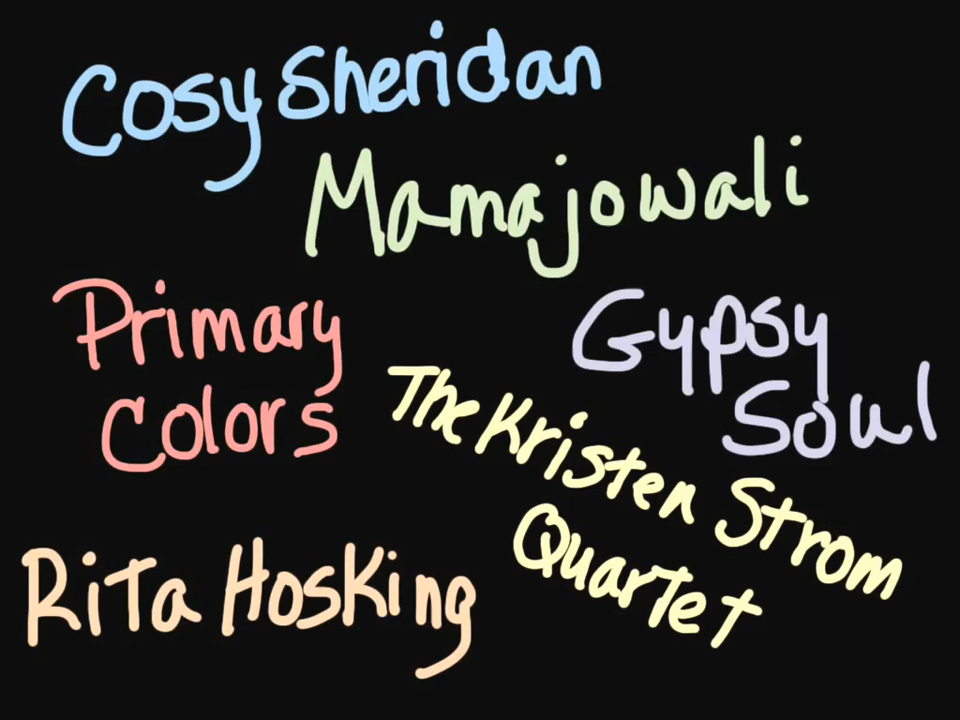 Cosy Sheridan
Mamajowali
Primary
Colors
Gypsy
Soul
The Kristen Strom
Quartet
Rita Hosking